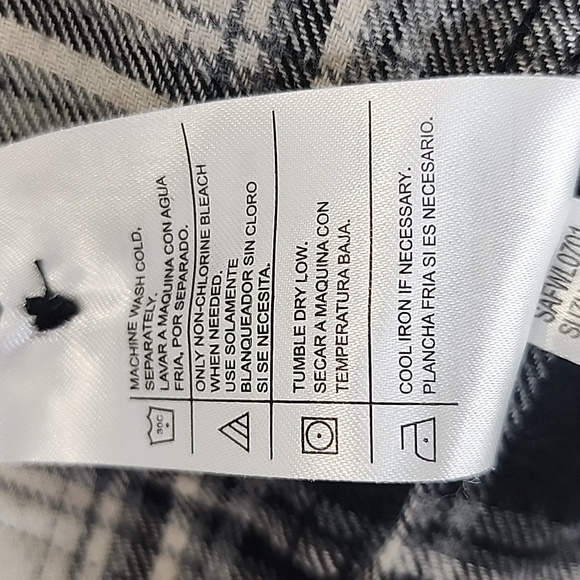 MACHINE WASH COLD,
SEPARATELY.
LAVAR A MAQUINA CON AGUA
FRIA, POR SEPARADO.
30C
ONLY NON-CHLORINE BLEACH
WHEN NEEDED.
USE SOLAMENTE
BLANQUEADOR SIN CLORO
SI SE NECESITA.
TUMBLE DRY LOW.
SECAR A MAQUINA CON
TEMPERATURA BAJA.
COOL IRON IF NECESSARY.
PLANCHA FRIA SI ES NECESARIO.